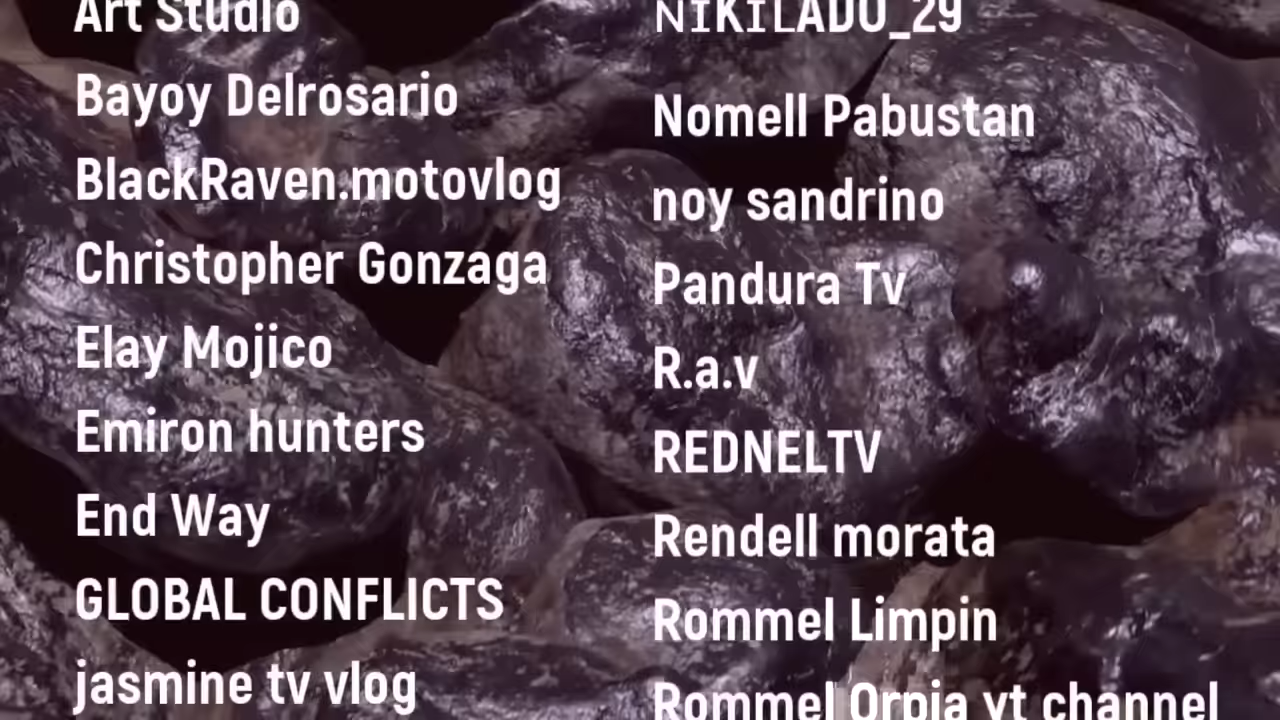 Art Studio
Bayoy Delrosario
BlackRaven.motovlog
Christopher Gonzaga
Elay Mojico
Emiron hunters
End Way
GLOBAL CONFLICTS
jasmine tv vlog
NIKILADO_29
Nomell Pabustan
noy sandrino
Pandura Tv
R.a.v
REDNELTV
Rendell morata
Rommel Limpin
Rommel Orpia yt channel